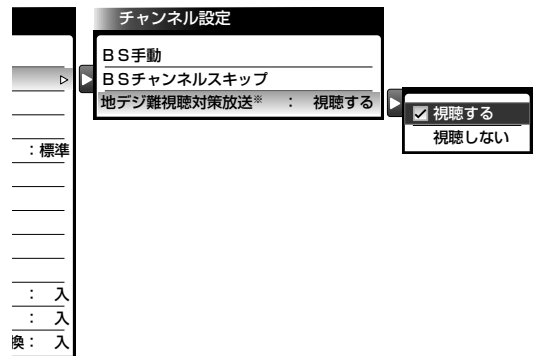 チャンネル設定
BS手動
BSチャンネルスキップ
地デジ難視聴対策放送※ : 視聴する
視聴する
視聴しない
:標準
: 入
: 入
換: 入